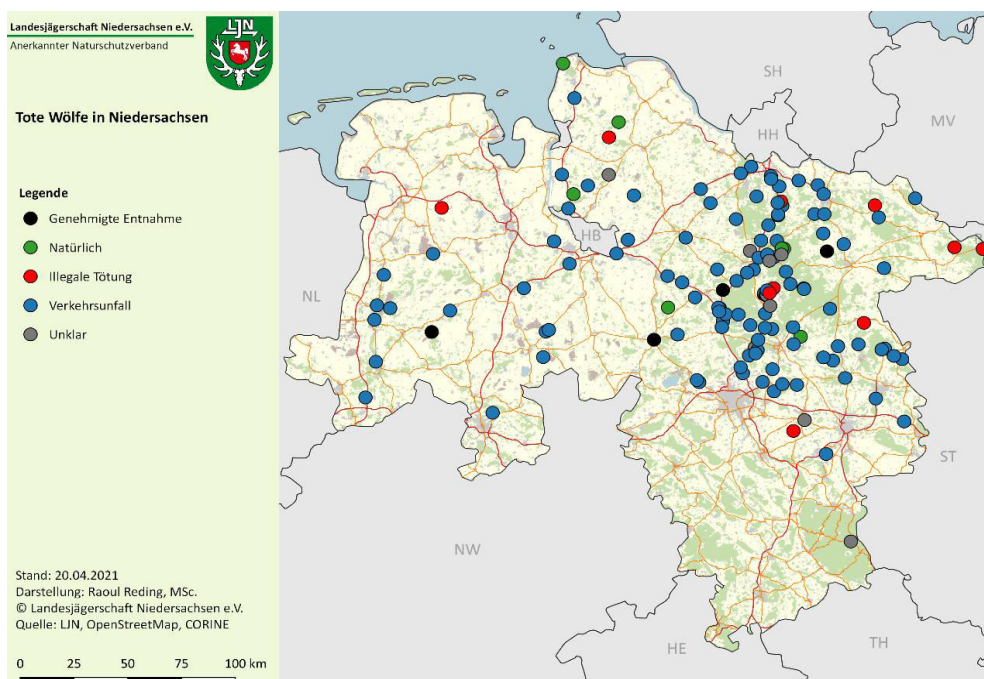 Landesjägerschaft Niedersachsen e.V.
Anerkannter Naturschutzverband
LJN
Tote Wölfe in Niedersachsen
Legende
Genehmigte Entnahme
Natürlich
Illegale Tötung
Verkehrsunfall
Unklar
Stand: 20.04.2021
Darstellung: Raoul Reding, MSc.
© Landesjägerschaft Niedersachsen e.V.
Quelle: LJN, OpenStreetMap, CORINE
0 25 50 75 100 km
SH
HH
MV
HB
NL
ST
NW
HE
TH